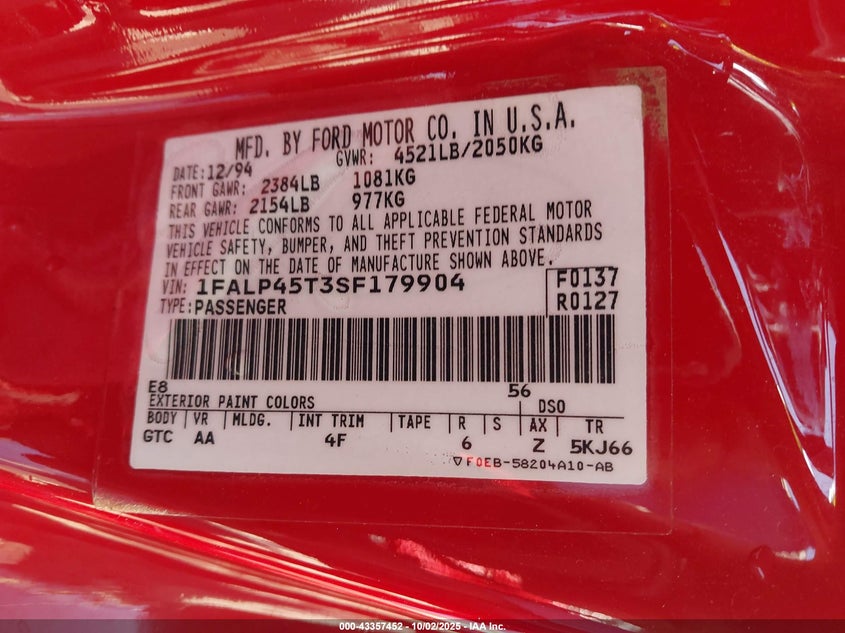 MFD. BY FORD MOTOR CO. IN U.S.A.
DATE: 12/94 GVWR: 4521LB/2050KG
FRONT GAWR: 2384LB 1081KG
REAR GAWR: 2154LB 977KG
THIS VEHICLE CONFORMS TO ALL APPLICABLE FEDERAL MOTOR
VEHICLE SAFETY, BUMPER, AND THEFT PREVENTION STANDARDS
IN EFFECT ON THE DATE OF MANUFACTURE SHOWN ABOVE.
VIN: 1FALP45T3SF179904 F0137
TYPE: PASSENGER R0127
E8 56
EXTERIOR PAINT COLORS DSO
BODY VR MLDG. INT TRIM TAPE R S AX TR
GTC AA 4F 6 Z 5KJ66
▽ F0EB-58204A10-AB
000-43357452 - 10/02/2025 - IAA Inc.